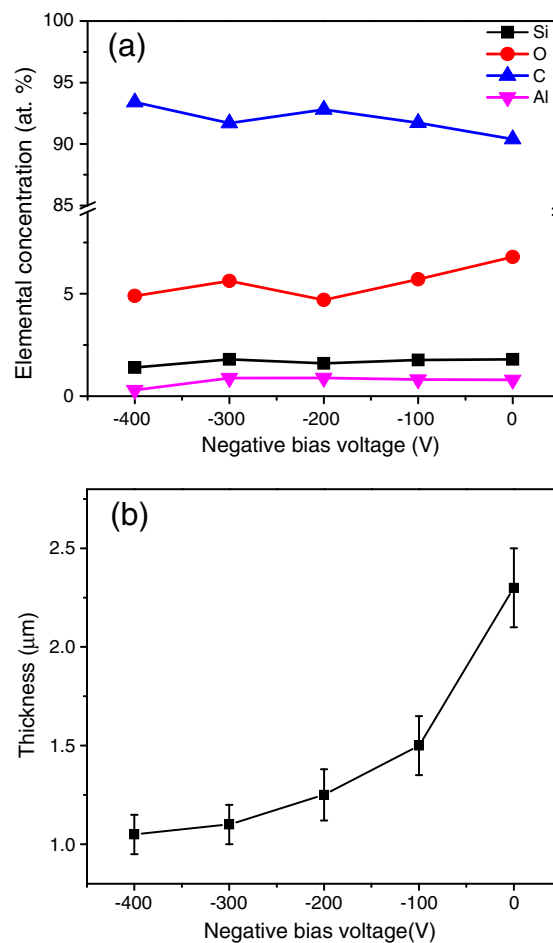 (a)
Si
O
C
Al
100
95
90
85
5
0
Elemental concentration (at. %)
-400 -300 -200 -100 0
Negative bias voltage (V)
(b)
2.5
2.0
1.5
1.0
Thickness (μm)
-400 -300 -200 -100 0
Negative bias voltage(V)